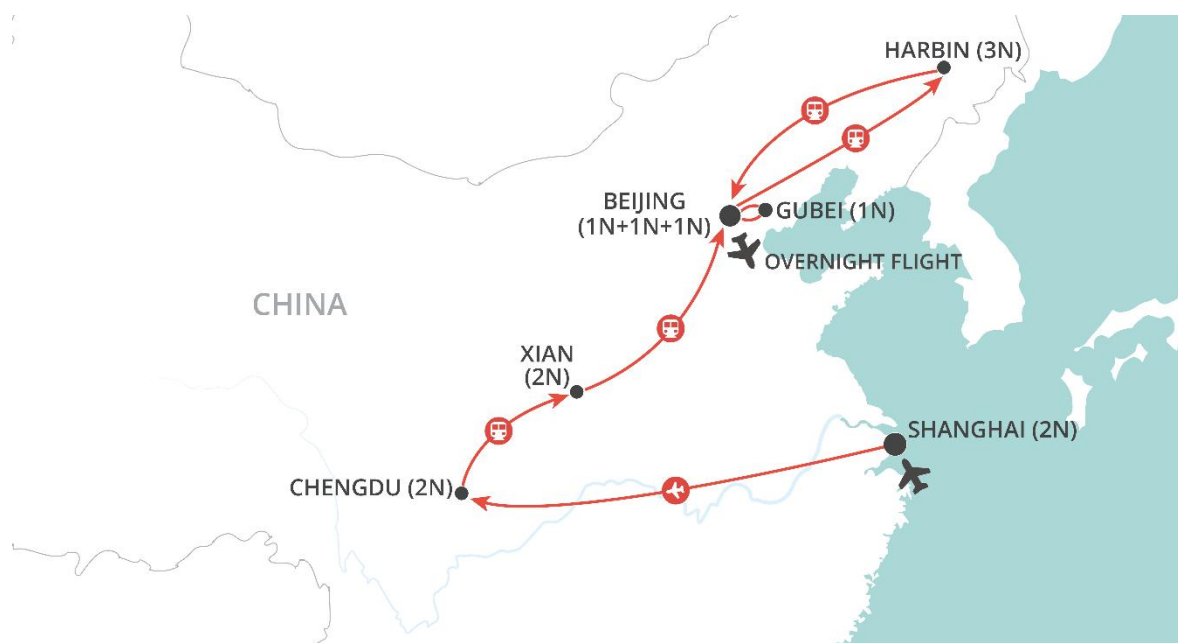 HARBIN (3N)
BEIJING
(1N+1N+1N)
GUBEI (1N)
OVERNIGHT FLIGHT
CHINA
XIAN
(2N)
SHANGHAI (2N)
CHENGDU (2N)